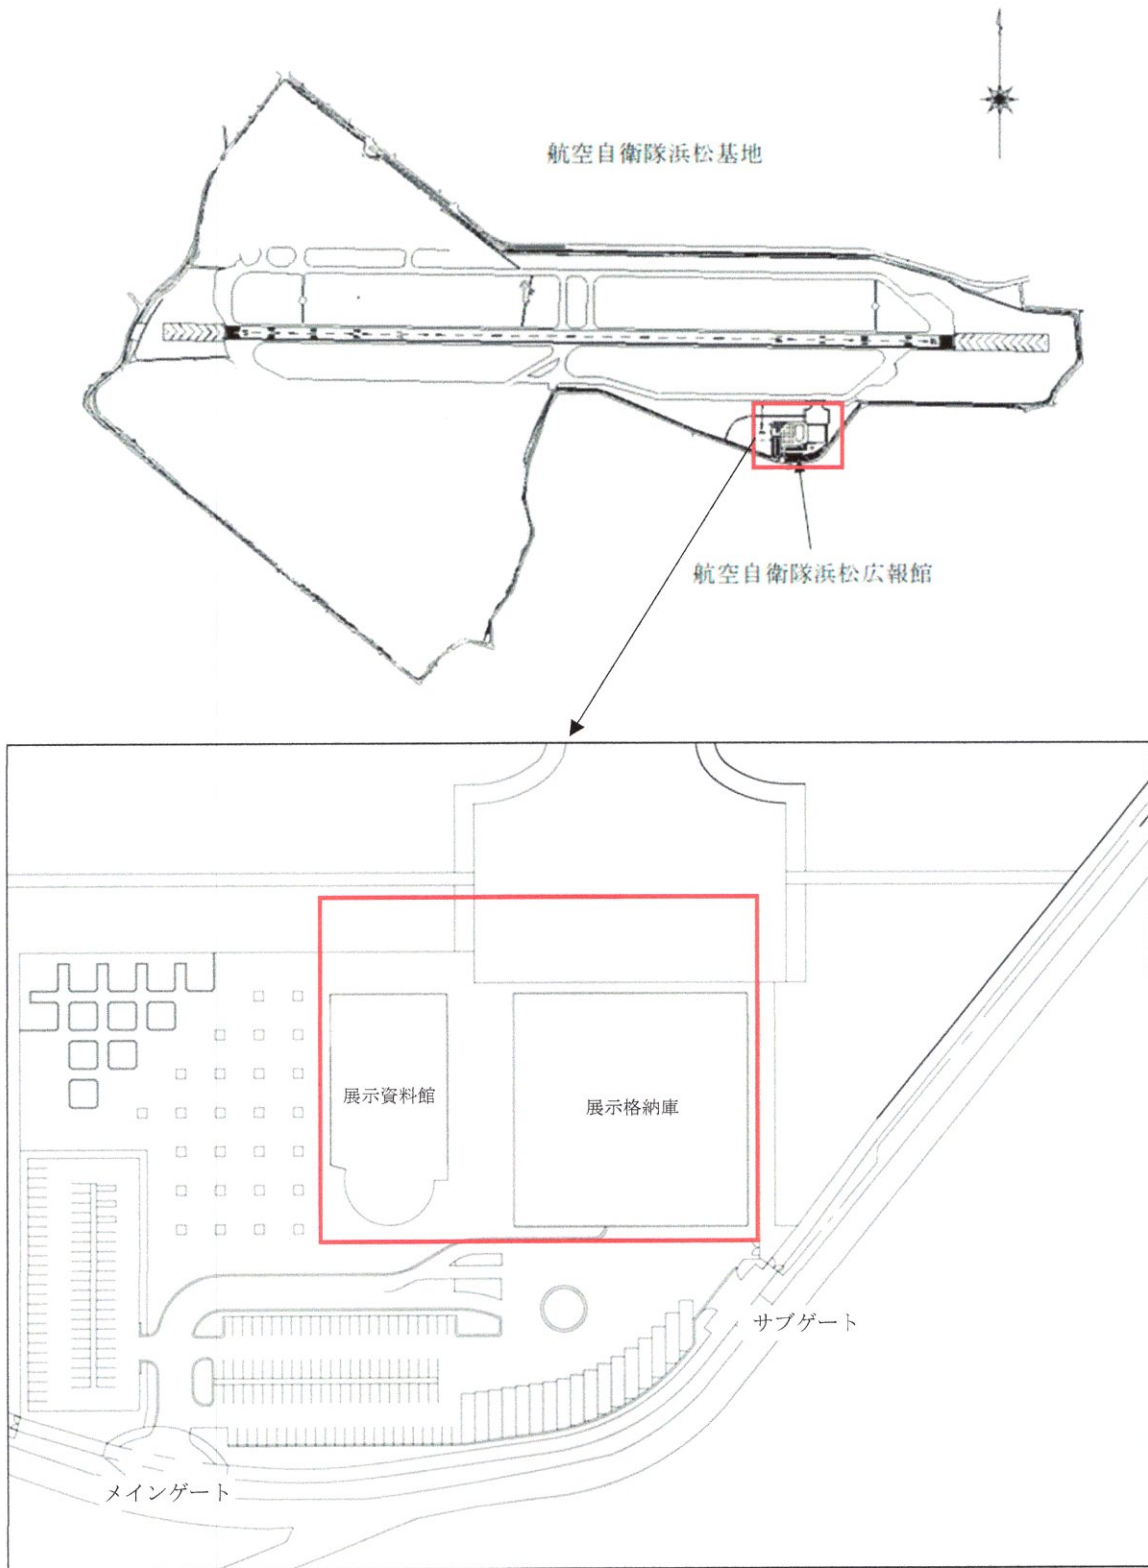 航空自衛隊浜松基地
航空自衛隊浜松広報館
展示資料館
展示格納庫
サブゲート
メインゲート